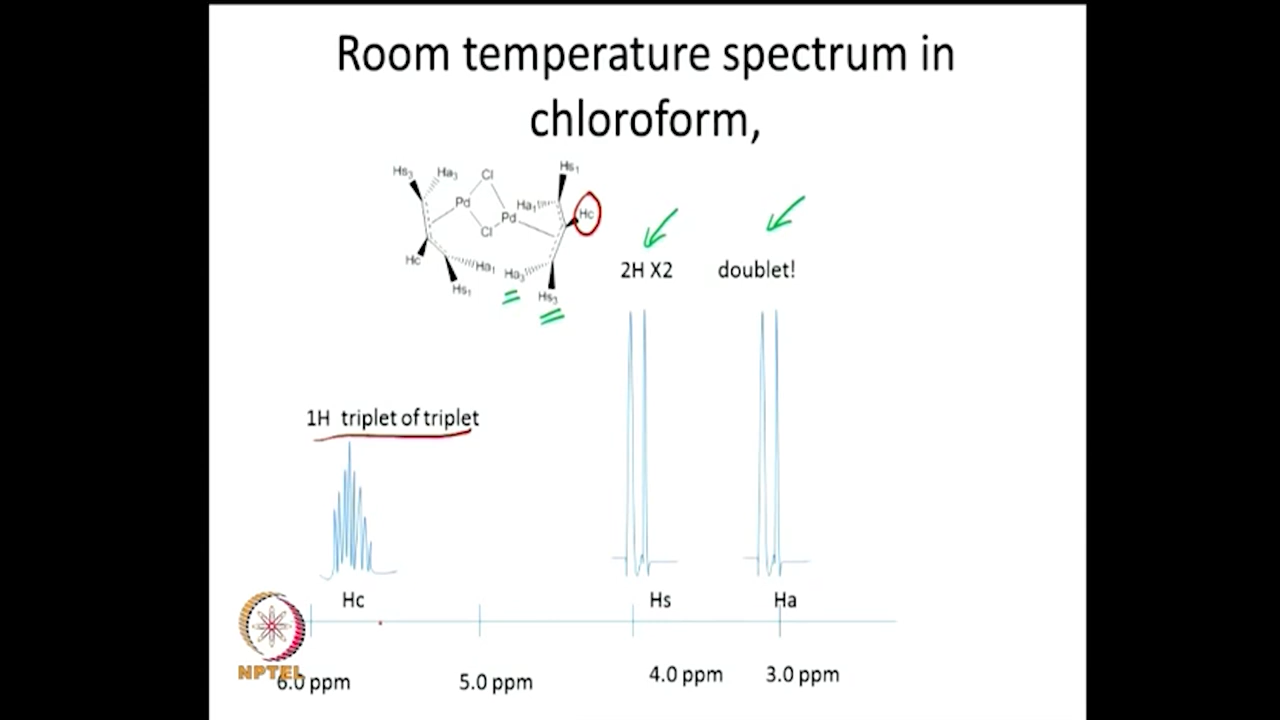 Room temperature spectrum in
chloroform,
Hs₃ Ha₃ Cl Hs₁
Pd Ha₁ Hc
Pd
Cl
Hc Ha₁ Ha₃
Hs₁ Hs₃
2H X2 doublet!
1H triplet of triplet
Hc Hs Ha
NPTEL
6.0 ppm 5.0 ppm 4.0 ppm 3.0 ppm